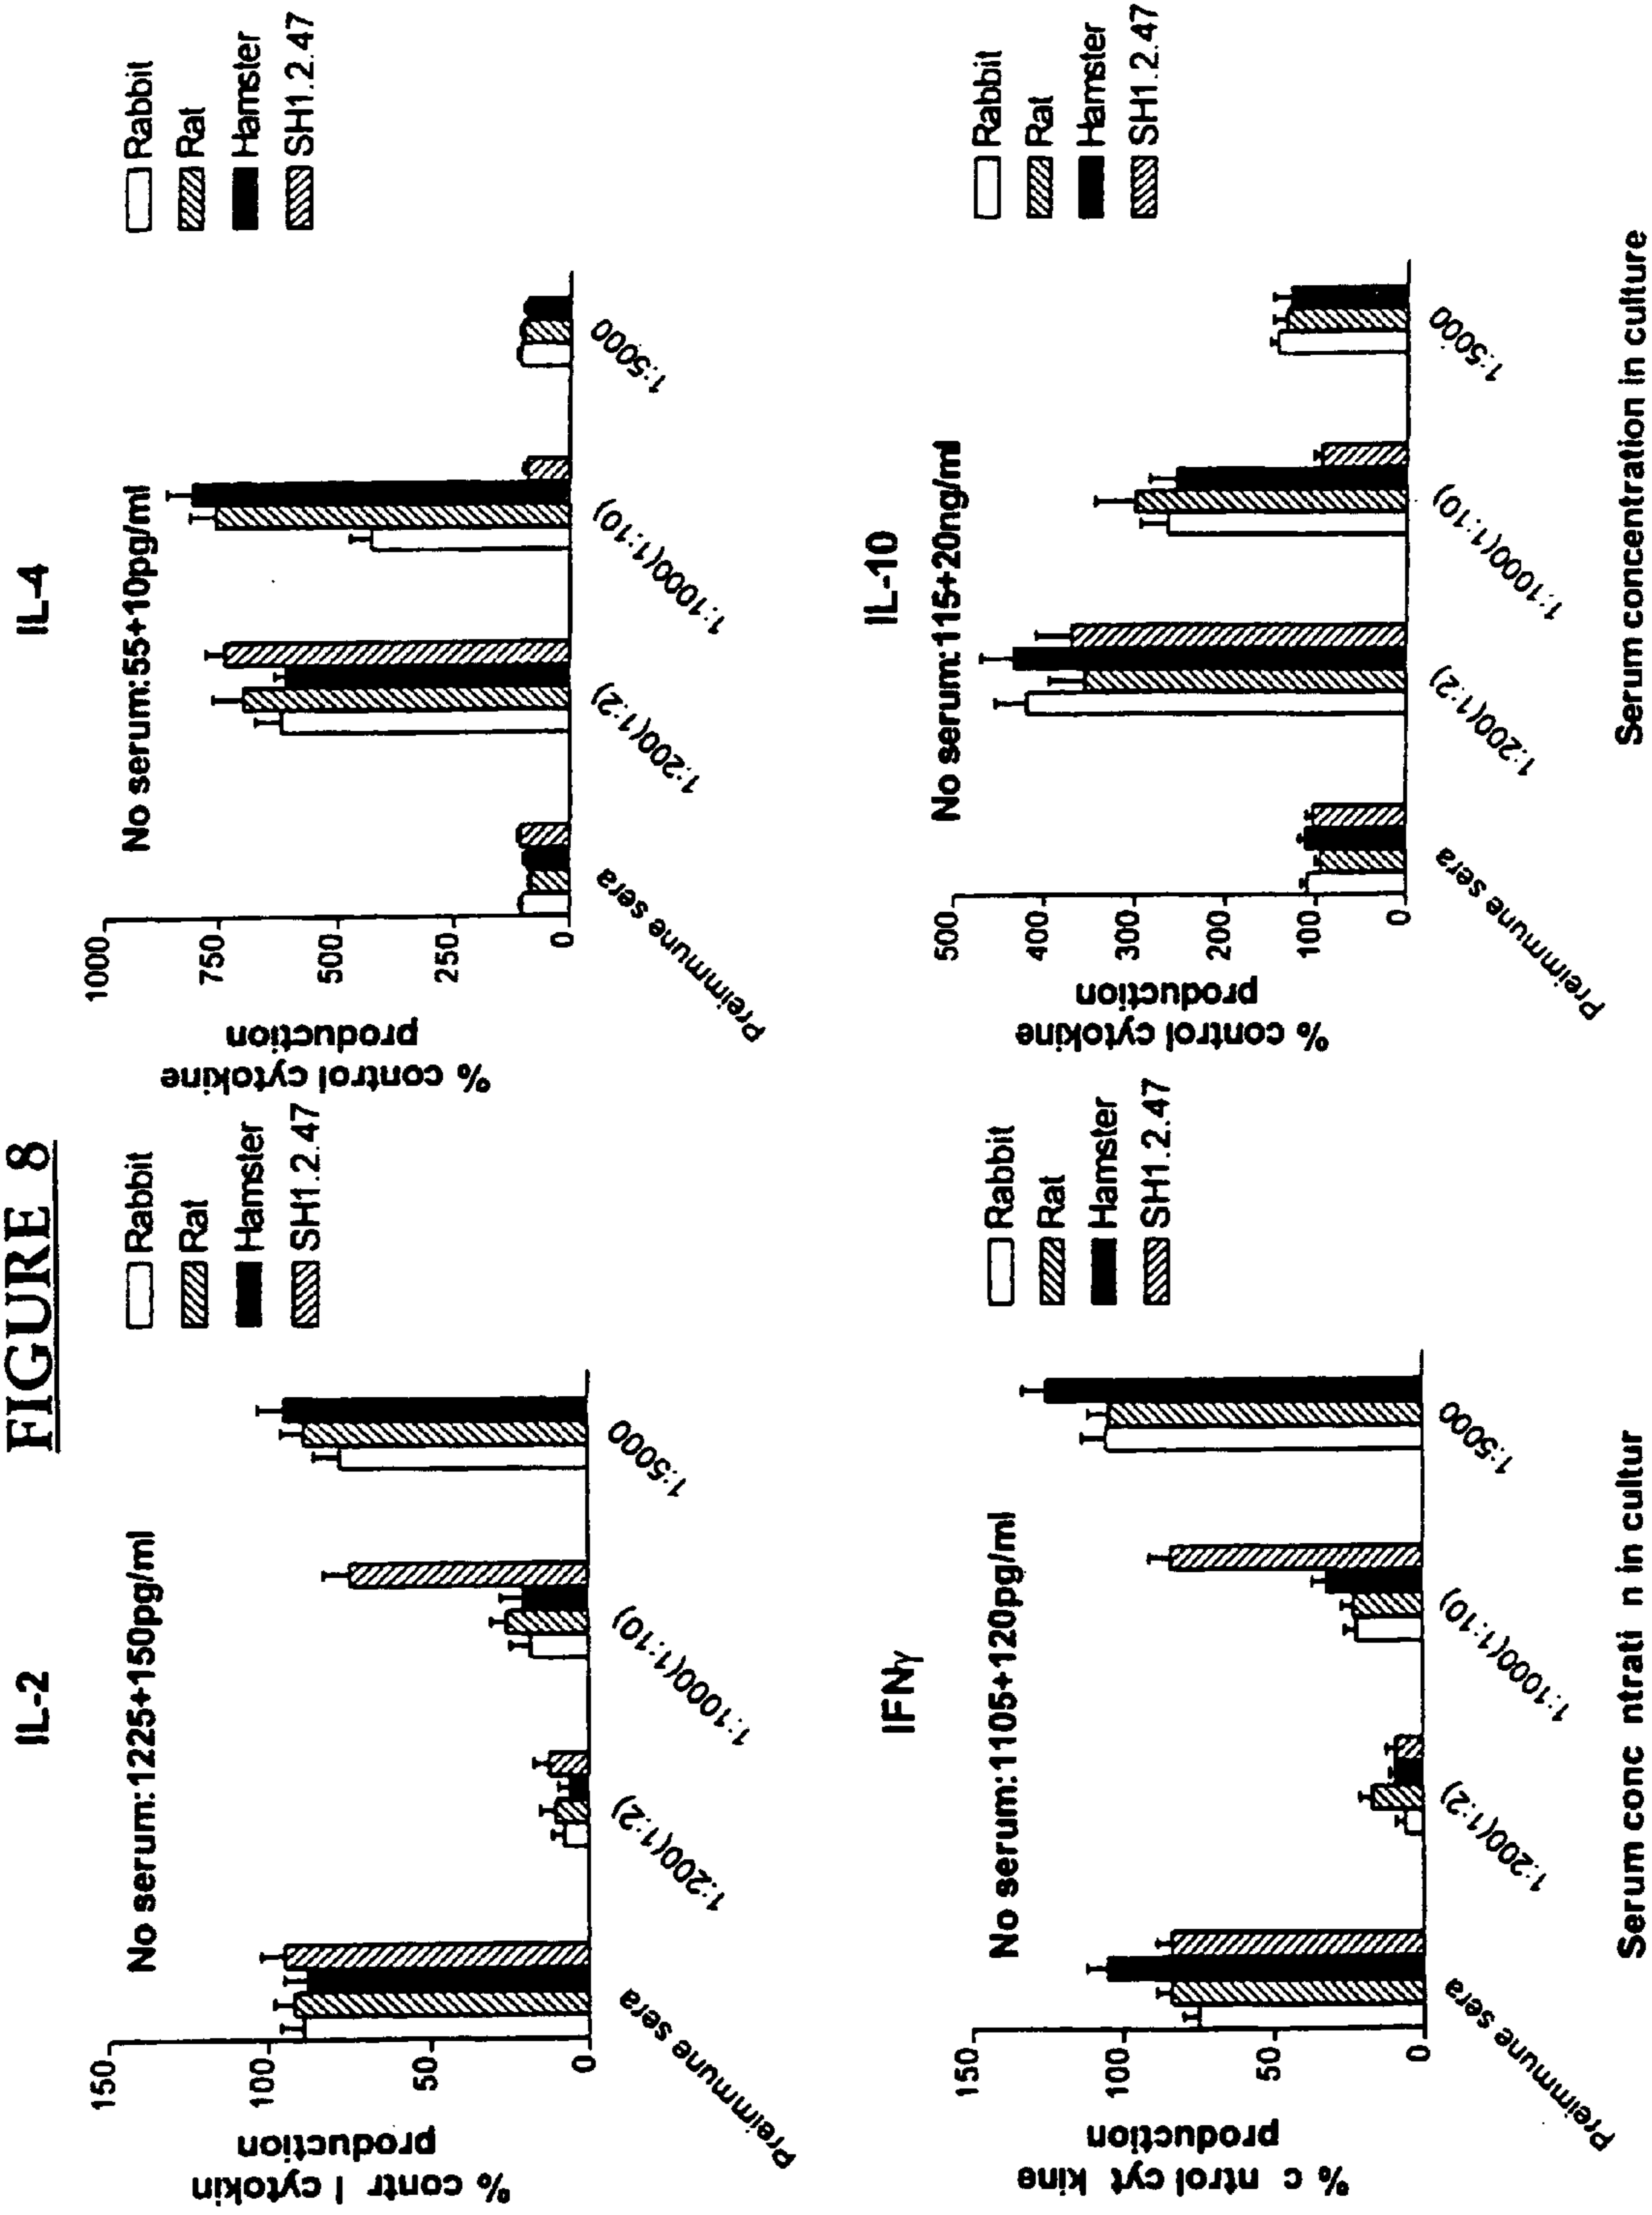 FIGURE 8
IL-2
No serum:1225+150pg/ml
% contr l cytokin
production
150
100
50
0
Preimmune sera
1:200(1:2)
1:1000(1:10)
1:5000
Rabbit
Rat
Hamster
SH1.2.47
IL-4
No serum:55+10pg/ml
% control cytokine
production
1000
750
500
250
0
Preimmune sera
1:200(1:2)
1:1000(1:10)
1:5000
Rabbit
Rat
Hamster
SH1.2.47
IFNγ
No serum:1105+120pg/ml
% c ntrol cyt kine
production
150
100
50
0
Preimmune sera
1:200(1:2)
1:1000(1:10)
1:5000
Serum conc ntrati n in cultur
Rabbit
Rat
Hamster
SH1.2.47
IL-10
No serum:115+20ng/ml
% control cytokine
production
500
400
300
200
100
0
Preimmune sera
1:200(1:2)
1:1000(1:10)
1:5000
Serum concentration in culture
Rabbit
Rat
Hamster
SH1.2.47